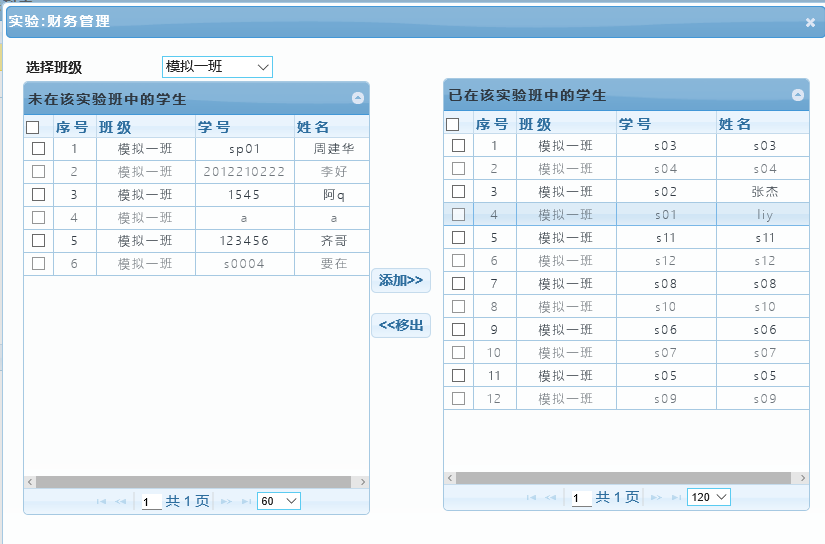 实验:财务管理
选择班级 模拟一班
未在该实验班中的学生
序号 班级 学号 姓名
1 模拟一班 sp01 周建华
2 模拟一班 2012210222 李好
3 模拟一班 1545 阿q
4 模拟一班 a a
5 模拟一班 123456 齐哥
6 模拟一班 s0004 要在
1 共1页 60
添加>>
<<移出
已在该实验班中的学生
序号 班级 学号 姓名
1 模拟一班 s03 s03
2 模拟一班 s04 s04
3 模拟一班 s02 张杰
4 模拟一班 s01 liy
5 模拟一班 s11 s11
6 模拟一班 s12 s12
7 模拟一班 s08 s08
8 模拟一班 s10 s10
9 模拟一班 s06 s06
10 模拟一班 s07 s07
11 模拟一班 s05 s05
12 模拟一班 s09 s09
1 共1页 120